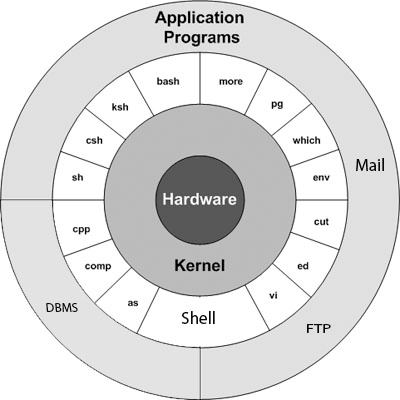 Application
Programs
bash
more
ksh
pg
csh
which
sh
env
Mail
Hardware
cpp
cut
comp
Kernel
ed
as
Shell
vi
DBMS
FTP